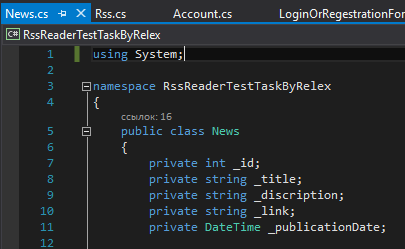 News.cs Rss.cs Account.cs LoginOrRegestrationFor
C# RssReaderTestTaskByRelex
1 using System;
2
3 namespace RssReaderTestTaskByRelex
4 {
ссылок: 16
5 public class News
6 {
7 private int _id;
8 private string _title;
9 private string _discription;
10 private string _link;
11 private DateTime _publicationDate;
12